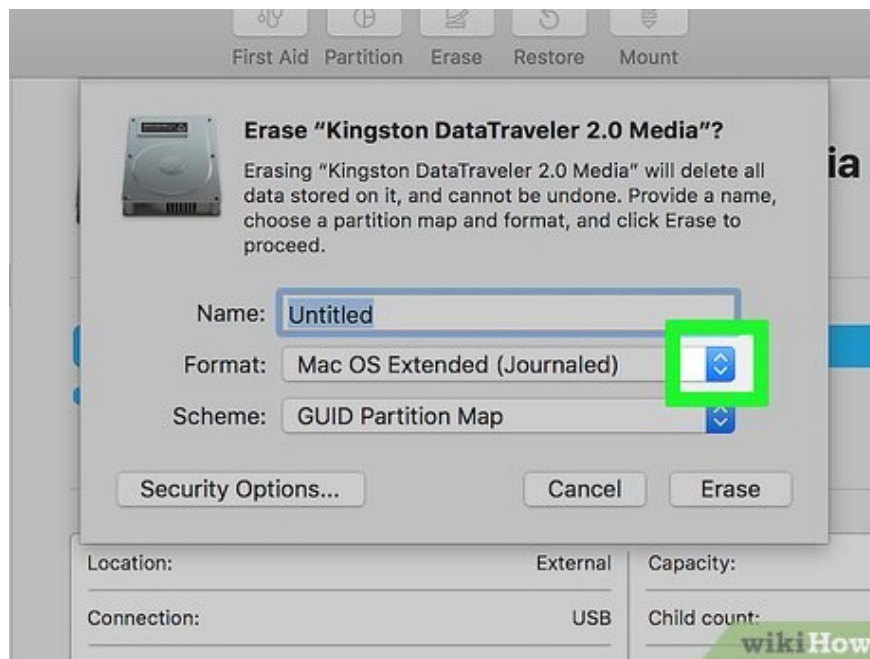 First Aid Partition Erase Restore Mount
Erase “Kingston DataTraveler 2.0 Media”?
ia
Erasing “Kingston DataTraveler 2.0 Media” will delete all
data stored on it, and cannot be undone. Provide a name,
choose a partition map and format, and click Erase to
proceed.
Name: Untitled
Format: Mac OS Extended (Journaled)
Scheme: GUID Partition Map
Security Options... Cancel Erase
Location: External Capacity:
Connection: USB Child count:
wikiHow